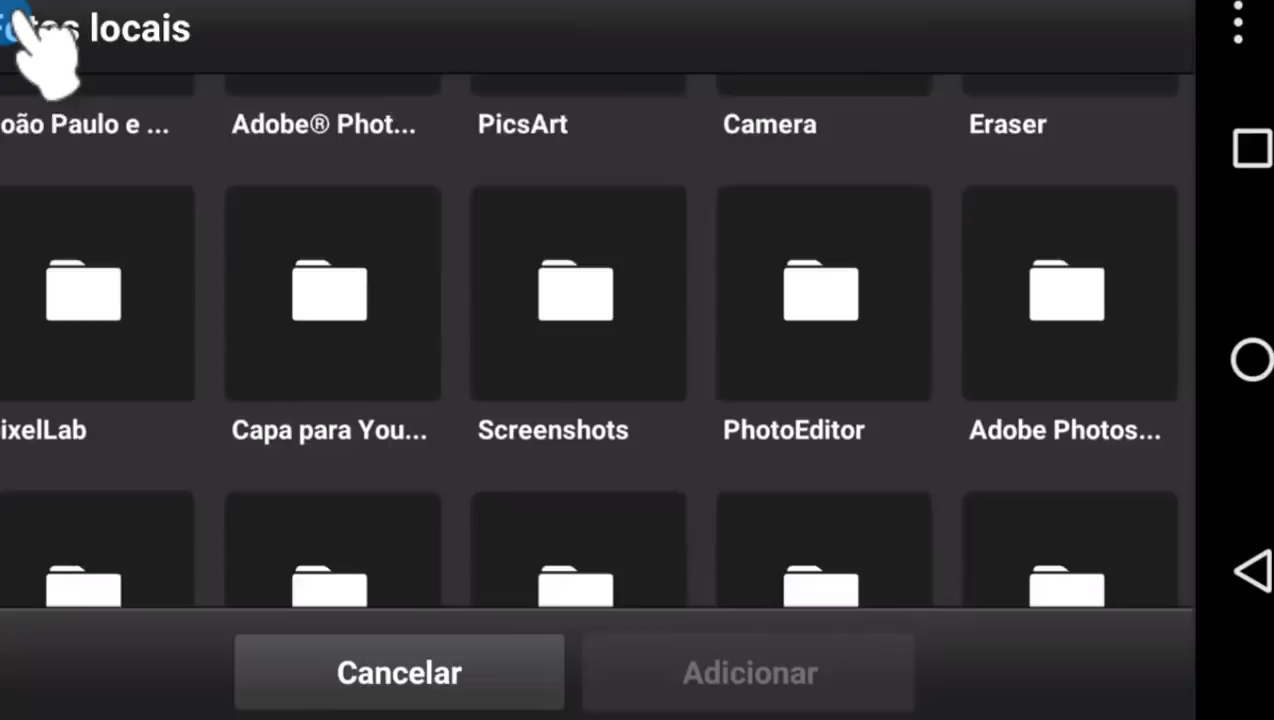 locais
oão Paulo e ...
Adobe® Phot...
PicsArt
Camera
Eraser
ixelLab
Capa para You...
Screenshots
PhotoEditor
Adobe Photos...
Cancelar
Adicionar